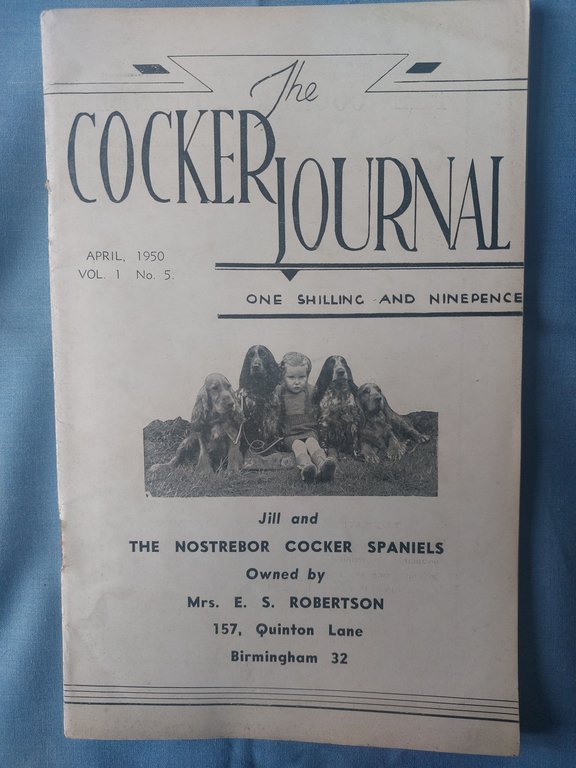 The
COCKER
JOURNAL
APRIL, 1950
VOL. 1 No. 5.
ONE SHILLING AND NINEPENCE
Jill and
THE NOSTREBOR COCKER SPANIELS
Owned by
Mrs. E. S. ROBERTSON
157, Quinton Lane
Birmingham 32